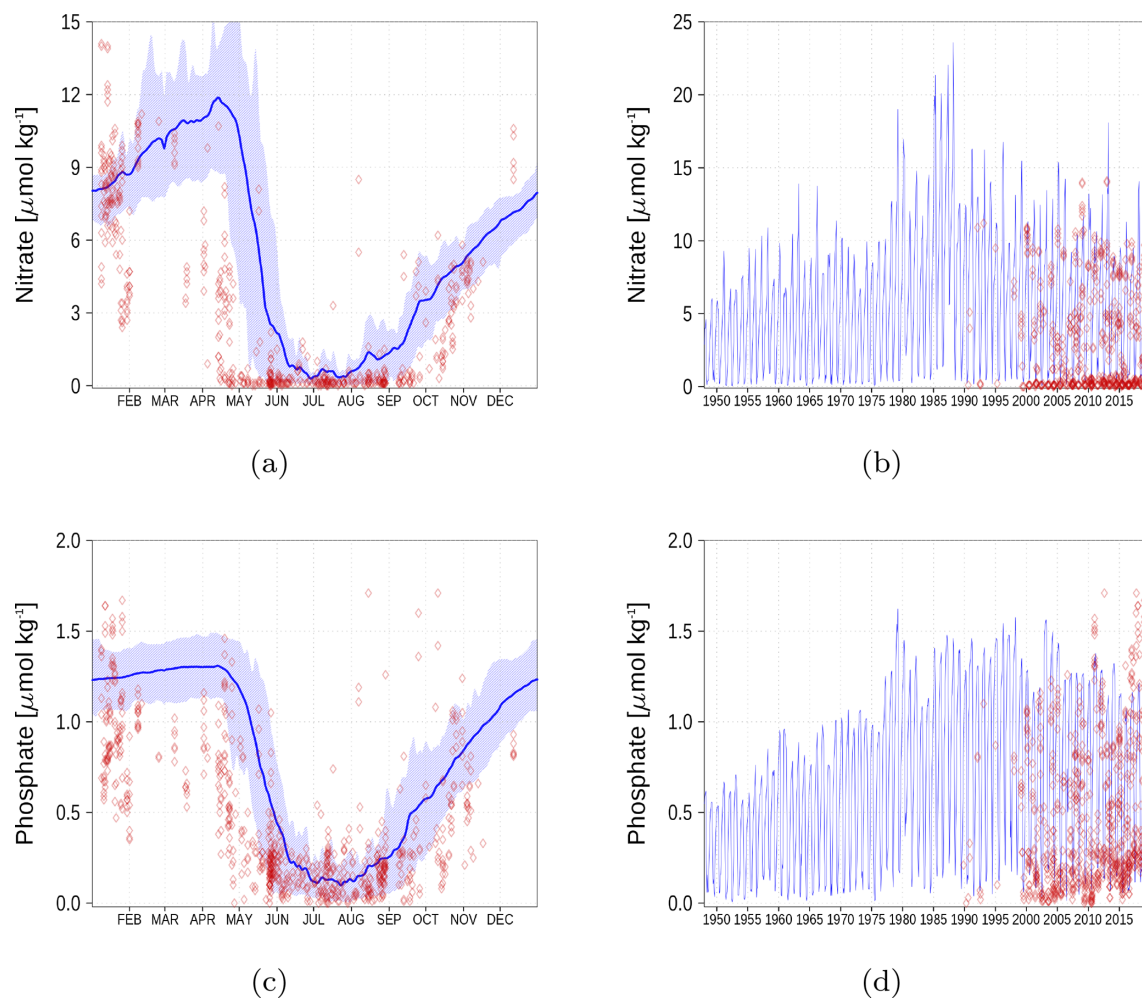 Nitrate [μmol kg⁻¹]
15
12
9
6
3
0
FEB MAR APR MAY JUN JUL AUG SEP OCT NOV DEC
(a)
Nitrate [μmol kg⁻¹]
25
20
15
10
5
0
1950 1955 1960 1965 1970 1975 1980 1985 1990 1995 2000 2005 2010 2015
(b)
Phosphate [μmol kg⁻¹]
2.0
1.5
1.0
0.5
0.0
FEB MAR APR MAY JUN JUL AUG SEP OCT NOV DEC
(c)
Phosphate [μmol kg⁻¹]
2.0
1.5
1.0
0.5
0.0
1950 1955 1960 1965 1970 1975 1980 1985 1990 1995 2000 2005 2010 2015
(d)